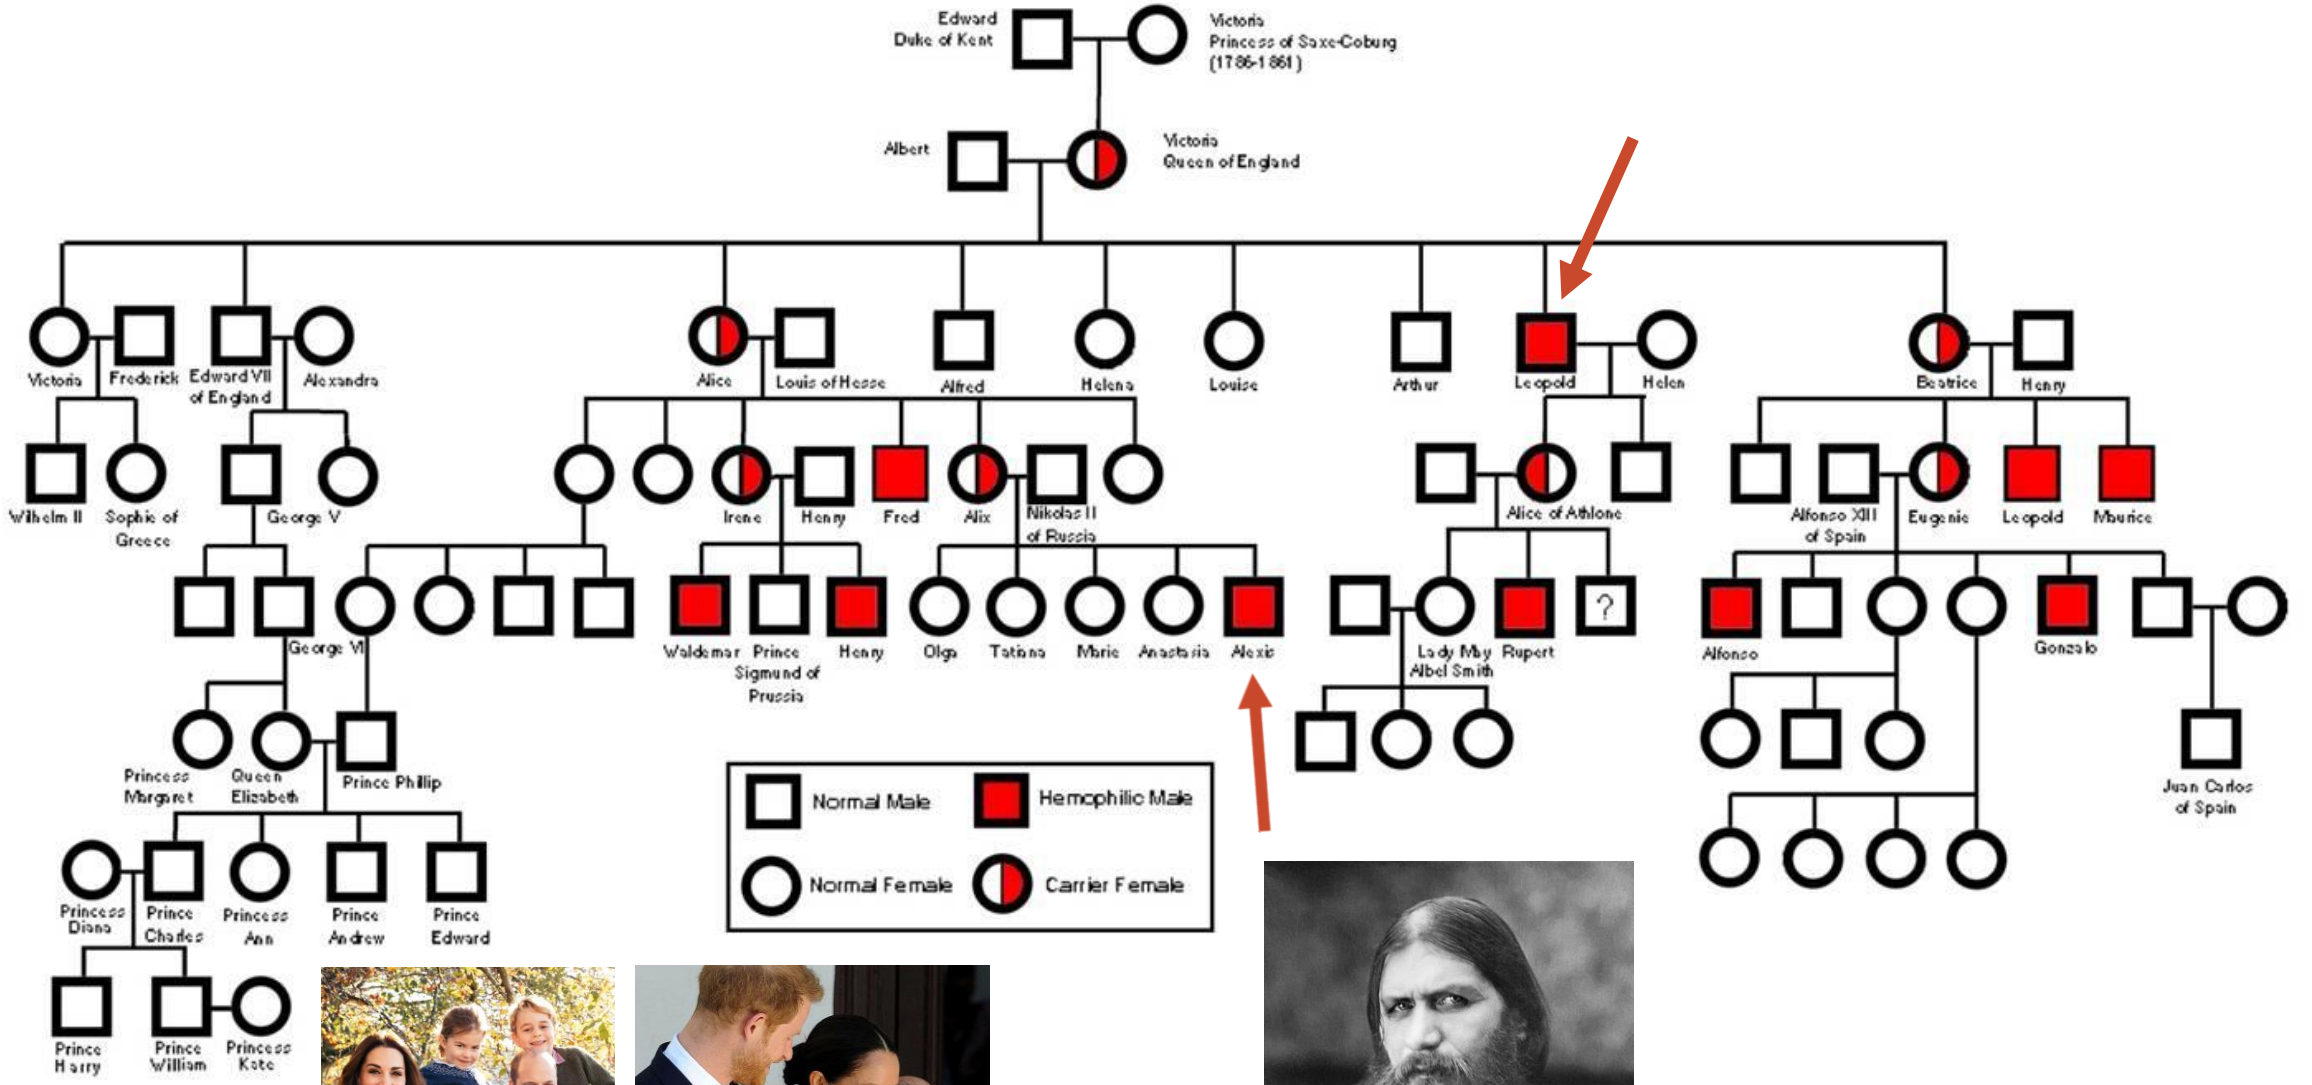 Edward
Duke of Kent
Victoria
Princess of Saxe-Coburg
(1786-1861)
Albert
Victoria
Queen of England
Victoria
Frederick
Edward VII
of England
Alexandra
Alice
Louis of Hesse
Alfred
Helena
Louise
Arthur
Leopold
Helen
Beatrice
Henry
Wilhelm II
Sophie of
Greece
George V
Irene
Henry
Fred
Alix
Nikolas II
of Russia
Alice of Athlone
Alfonso XIII
of Spain
Eugenie
Leopold
Maurice
George VI
Waldemar
Prince
Sigmund of
Prussia
Henry
Olga
Tatiana
Marie
Anastasia
Alexis
Lady May
Albel Smith
Rupert
?
Alfonso
Gonzalo
Princess
Margaret
Queen
Elizabeth
Prince Phillip
Juan Carlos
of Spain
Normal Male
Hemophilic Male
Normal Female
Carrier Female
Princess
Diana
Prince
Charles
Princess
Ann
Prince
Andrew
Prince
Edward
Prince
Harry
Prince
William
Princess
Kate